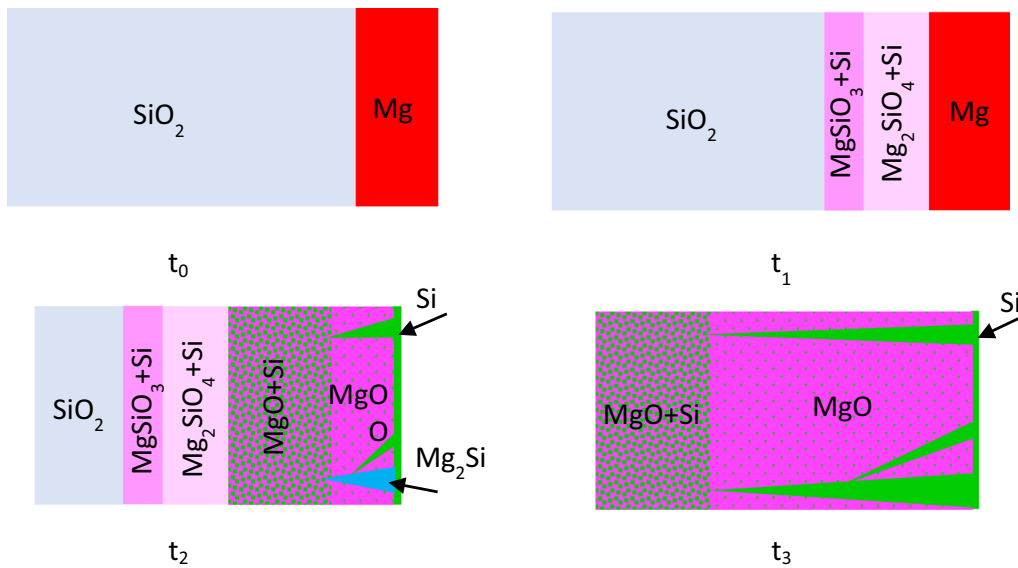 SiO₂
Mg
t₀
SiO₂
MgSiO₃+Si
Mg₂SiO₄+Si
Mg
t₁
SiO₂
MgSiO₃+Si
Mg₂SiO₄+Si
MgO+Si
MgO
O
Si
Mg₂Si
t₂
MgO+Si
MgO
Si
t₃